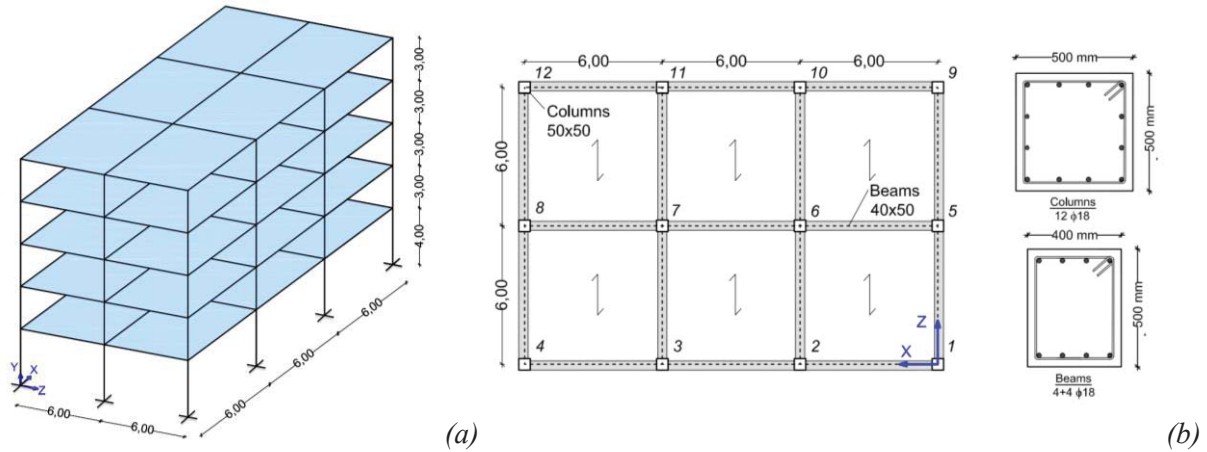 3,00
3,00
3,00
3,00
4,00
Y
X
Z
6,00
6,00
6,00
6,00
6,00
(a)
6,00
6,00
6,00
12
11
10
9
Columns
50x50
6,00
Beams
40x50
8
7
6
5
6,00
Z
4
3
2
X
1
500 mm
500 mm
Columns
12 ϕ18
400 mm
500 mm
Beams
4+4 ϕ18
(b)